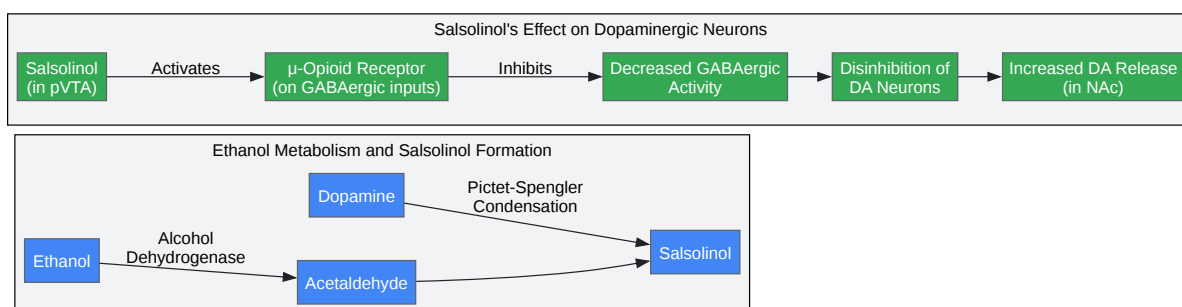 Salsolinol's Effect on Dopaminergic Neurons
Salsolinol
(in pVTA)
Activates
μ-Opioid Receptor
(on GABAergic inputs)
Inhibits
Decreased GABAergic
Activity
Disinhibition of
DA Neurons
Increased DA Release
(in NAc)
Ethanol Metabolism and Salsolinol Formation
Dopamine
Pictet-Spengler
Condensation
Ethanol
Alcohol
Dehydrogenase
Acetaldehyde
Salsolinol